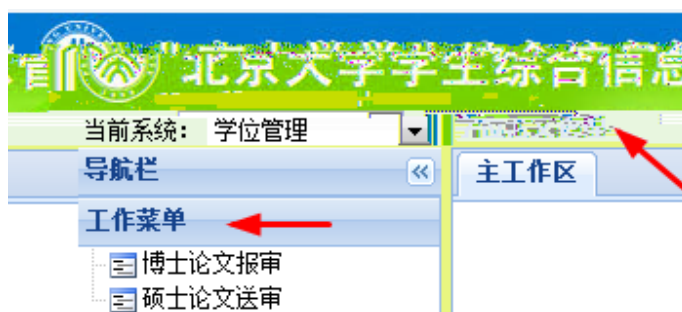 北京大学学生综合信息
当前系统： 学位管理
导航栏
主工作区
工作菜单
博士论文报审
硕士论文送审